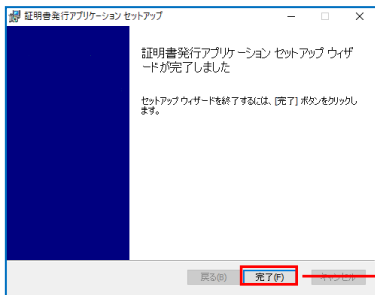 証明書発行アプリケーション セットアップ
証明書発行アプリケーション セットアップ ウィザ
ードが完了しました
セットアップ ウィザードを終了するには、[完了] ボタンをクリックし
ます。
戻る(B) 完了(F) キャンセル